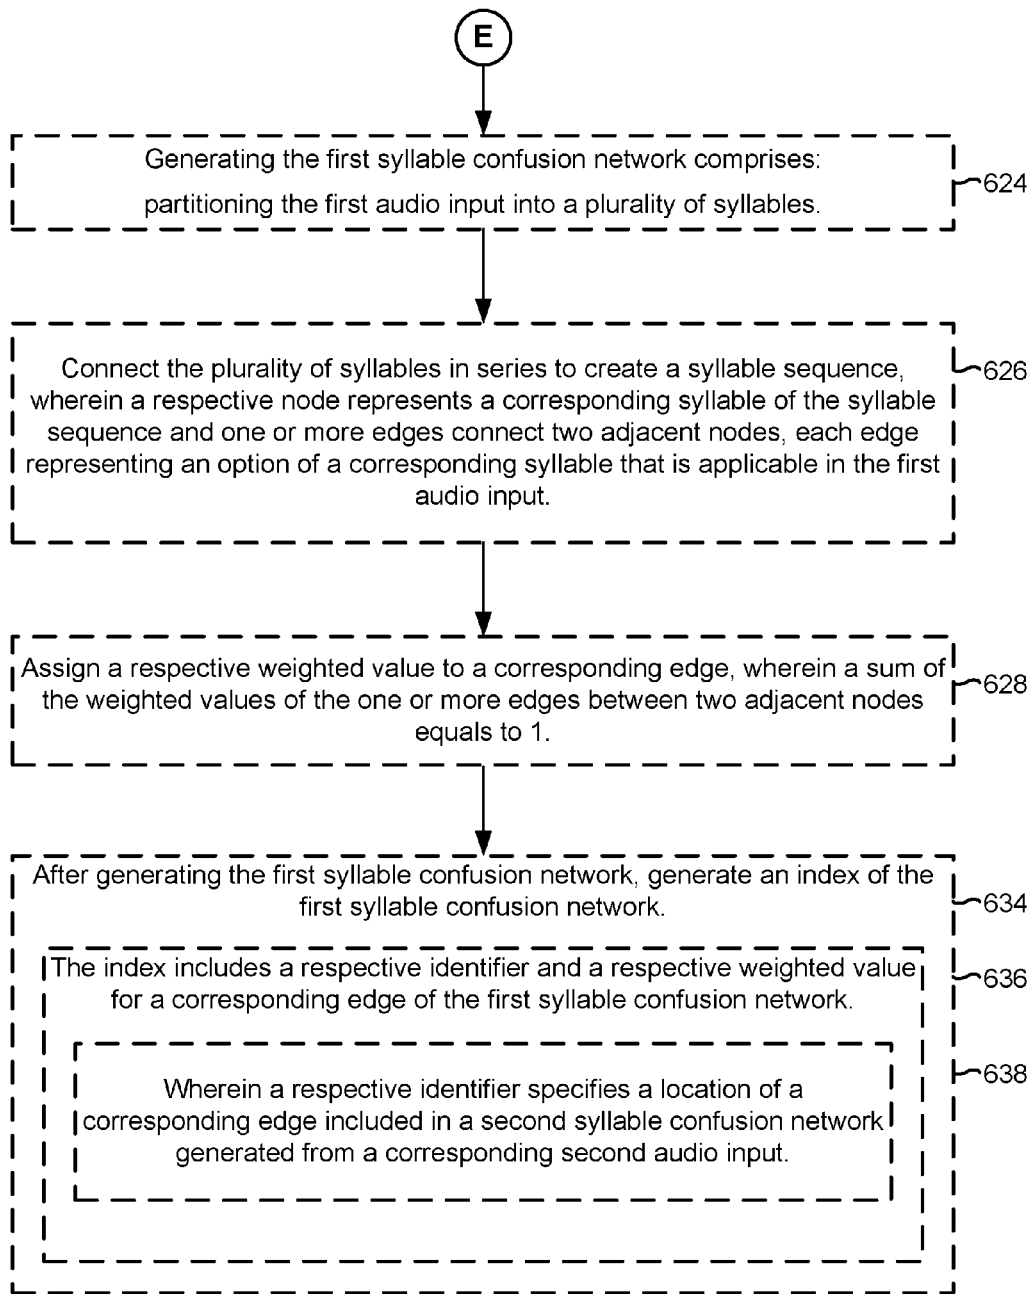 E
Generating the first syllable confusion network comprises:
partitioning the first audio input into a plurality of syllables.
624
Connect the plurality of syllables in series to create a syllable sequence,
wherein a respective node represents a corresponding syllable of the syllable
sequence and one or more edges connect two adjacent nodes, each edge
representing an option of a corresponding syllable that is applicable in the first
audio input.
626
Assign a respective weighted value to a corresponding edge, wherein a sum of
the weighted values of the one or more edges between two adjacent nodes
equals to 1.
628
After generating the first syllable confusion network, generate an index of the
first syllable confusion network.
634
The index includes a respective identifier and a respective weighted value
for a corresponding edge of the first syllable confusion network.
636
Wherein a respective identifier specifies a location of a
corresponding edge included in a second syllable confusion network
generated from a corresponding second audio input.
638